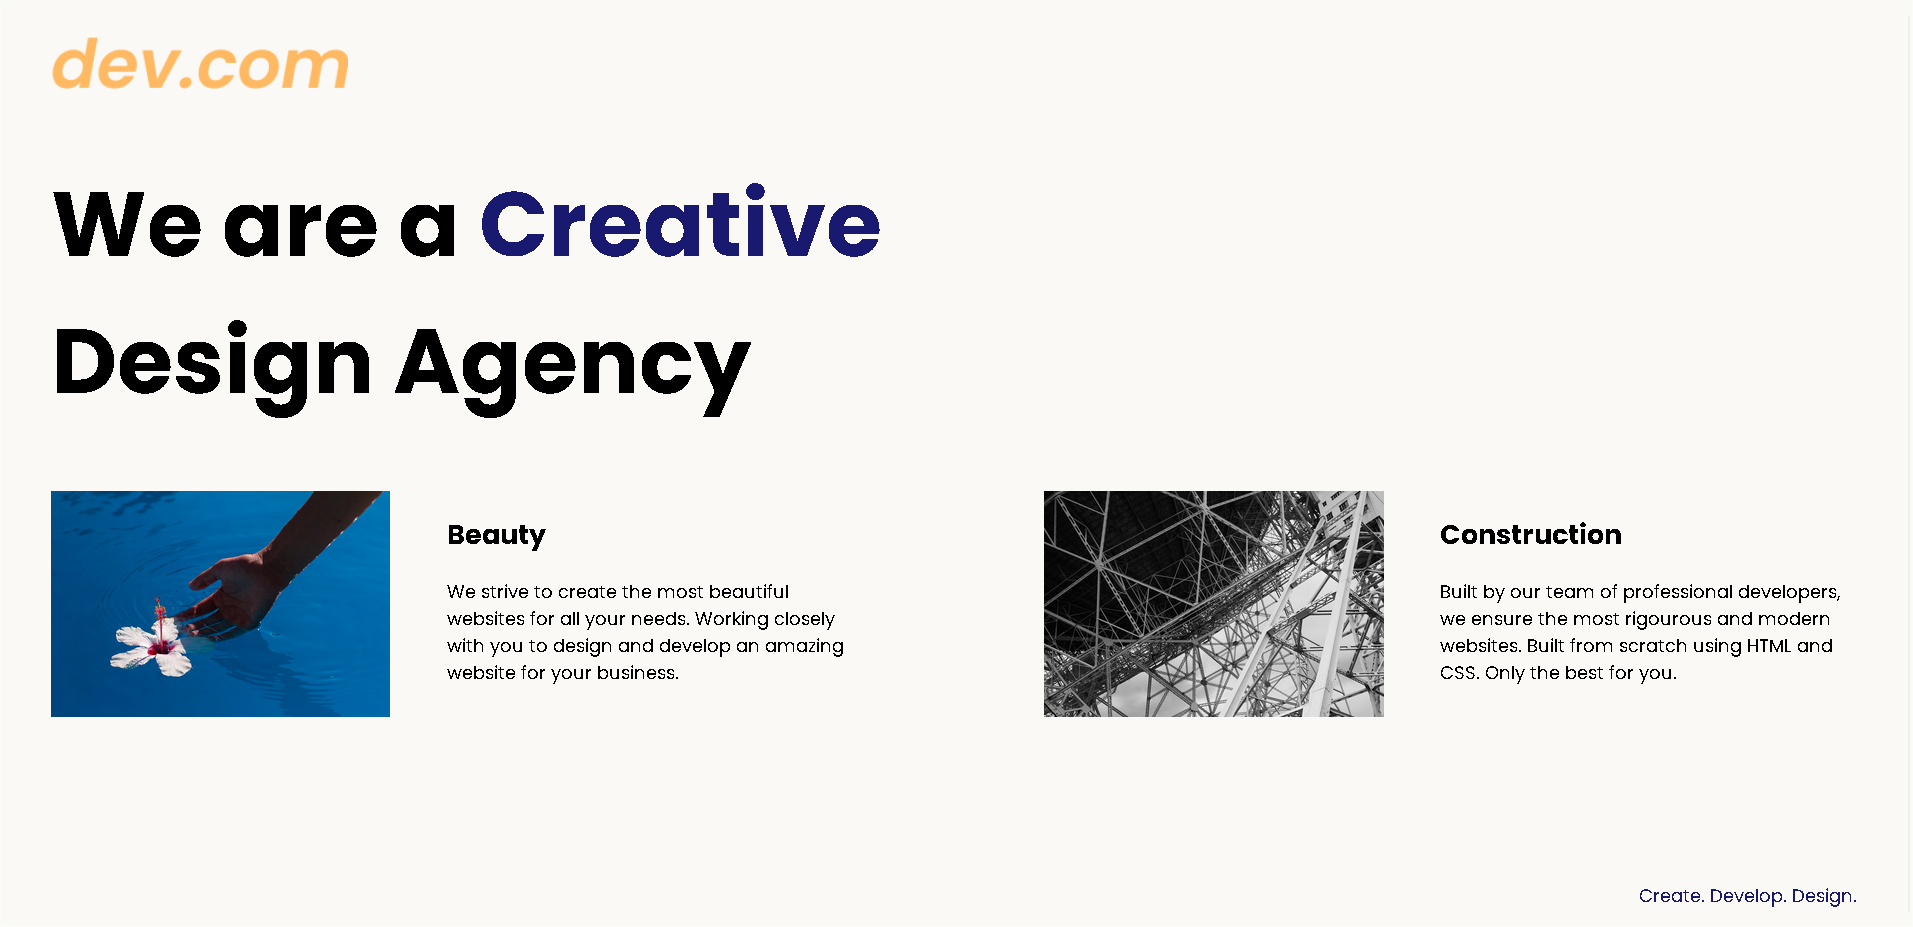 dev.com
We are a Creative
Design Agency
Beauty
We strive to create the most beautiful
websites for all your needs. Working closely
with you to design and develop an amazing
website for your business.
Construction
Built by our team of professional developers,
we ensure the most rigourous and modern
websites. Built from scratch using HTML and
CSS. Only the best for you.
Create. Develop. Design.